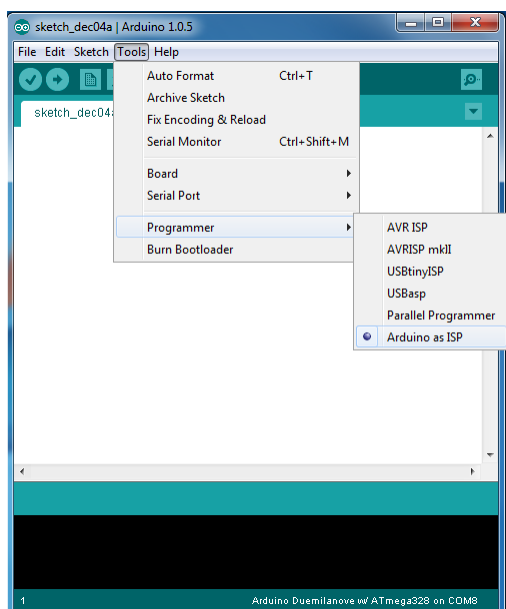 sketch_dec04a | Arduino 1.0.5
File Edit Sketch Tools Help
sketch_dec04a
Auto Format Ctrl+T
Archive Sketch
Fix Encoding & Reload
Serial Monitor Ctrl+Shift+M
Board
Serial Port
Programmer
Burn Bootloader
AVR ISP
AVRISP mkII
USBtinyISP
USBasp
Parallel Programmer
Arduino as ISP
1 Arduino Duemilanove w/ ATmega328 on COM8